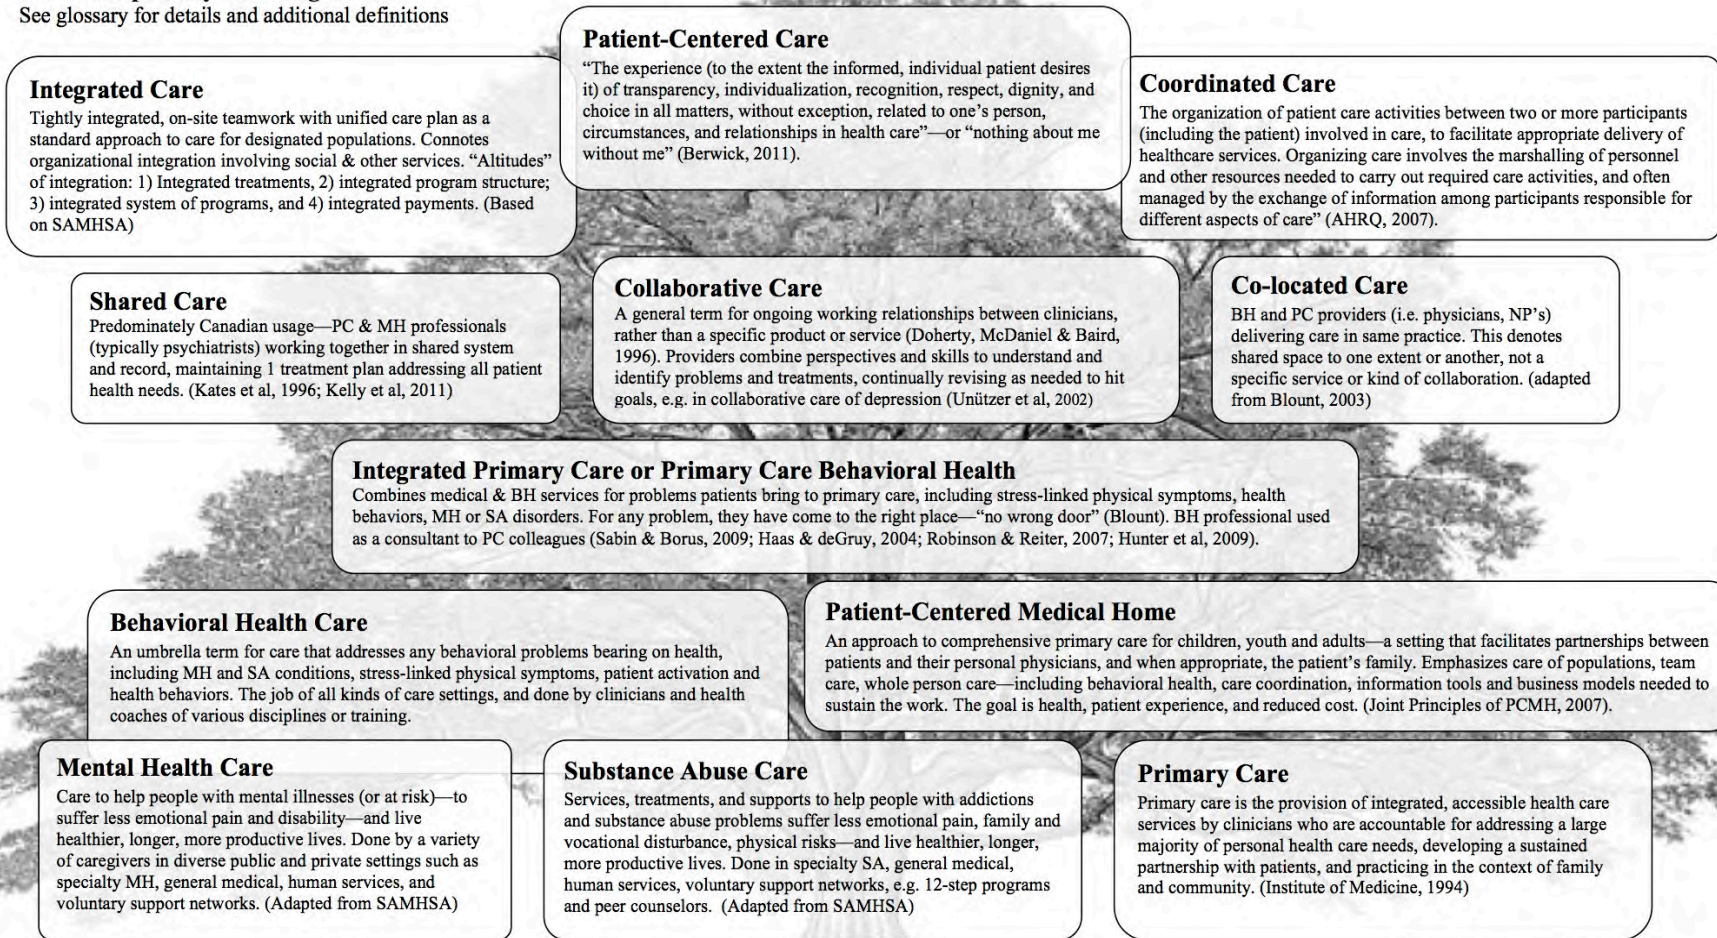 See glossary for details and additional definitions
Patient-Centered Care
“The experience (to the extent the informed, individual patient desires
it) of transparency, individualization, recognition, respect, dignity, and
choice in all matters, without exception, related to one’s person,
circumstances, and relationships in health care”—or “nothing about me
without me” (Berwick, 2011).
Integrated Care
Tightly integrated, on-site teamwork with unified care plan as a
standard approach to care for designated populations. Connotes
organizational integration involving social & other services. “Altitudes”
of integration: 1) Integrated treatments, 2) integrated program structure;
3) integrated system of programs, and 4) integrated payments. (Based
on SAMHSA)
Coordinated Care
The organization of patient care activities between two or more participants
(including the patient) involved in care, to facilitate appropriate delivery of
healthcare services. Organizing care involves the marshalling of personnel
and other resources needed to carry out required care activities, and often
managed by the exchange of information among participants responsible for
different aspects of care” (AHRQ, 2007).
Shared Care
Predominately Canadian usage—PC & MH professionals
(typically psychiatrists) working together in shared system
and record, maintaining 1 treatment plan addressing all patient
health needs. (Kates et al, 1996; Kelly et al, 2011)
Collaborative Care
A general term for ongoing working relationships between clinicians,
rather than a specific product or service (Doherty, McDaniel & Baird,
1996). Providers combine perspectives and skills to understand and
identify problems and treatments, continually revising as needed to hit
goals, e.g. in collaborative care of depression (Unützer et al, 2002)
Co-located Care
BH and PC providers (i.e. physicians, NP’s)
delivering care in same practice. This denotes
shared space to one extent or another, not a
specific service or kind of collaboration. (adapted
from Blount, 2003)
Integrated Primary Care or Primary Care Behavioral Health
Combines medical & BH services for problems patients bring to primary care, including stress-linked physical symptoms, health
behaviors, MH or SA disorders. For any problem, they have come to the right place—“no wrong door” (Blount). BH professional used
as a consultant to PC colleagues (Sabin & Borus, 2009; Haas & deGruy, 2004; Robinson & Reiter, 2007; Hunter et al, 2009).
Behavioral Health Care
An umbrella term for care that addresses any behavioral problems bearing on health,
including MH and SA conditions, stress-linked physical symptoms, patient activation and
health behaviors. The job of all kinds of care settings, and done by clinicians and health
coaches of various disciplines or training.
Patient-Centered Medical Home
An approach to comprehensive primary care for children, youth and adults—a setting that facilitates partnerships between
patients and their personal physicians, and when appropriate, the patient’s family. Emphasizes care of populations, team
care, whole person care—including behavioral health, care coordination, information tools and business models needed to
sustain the work. The goal is health, patient experience, and reduced cost. (Joint Principles of PCMH, 2007).
Mental Health Care
Care to help people with mental illnesses (or at risk)—to
suffer less emotional pain and disability—and live
healthier, longer, more productive lives. Done by a variety
of caregivers in diverse public and private settings such as
specialty MH, general medical, human services, and
voluntary support networks. (Adapted from SAMHSA)
Substance Abuse Care
Services, treatments, and supports to help people with addictions
and substance abuse problems suffer less emotional pain, family and
vocational disturbance, physical risks—and live healthier, longer,
more productive lives. Done in specialty SA, general medical,
human services, voluntary support networks, e.g. 12-step programs
and peer counselors. (Adapted from SAMHSA)
Primary Care
Primary care is the provision of integrated, accessible health care
services by clinicians who are accountable for addressing a large
majority of personal health care needs, developing a sustained
partnership with patients, and practicing in the context of family
and community. (Institute of Medicine, 1994)